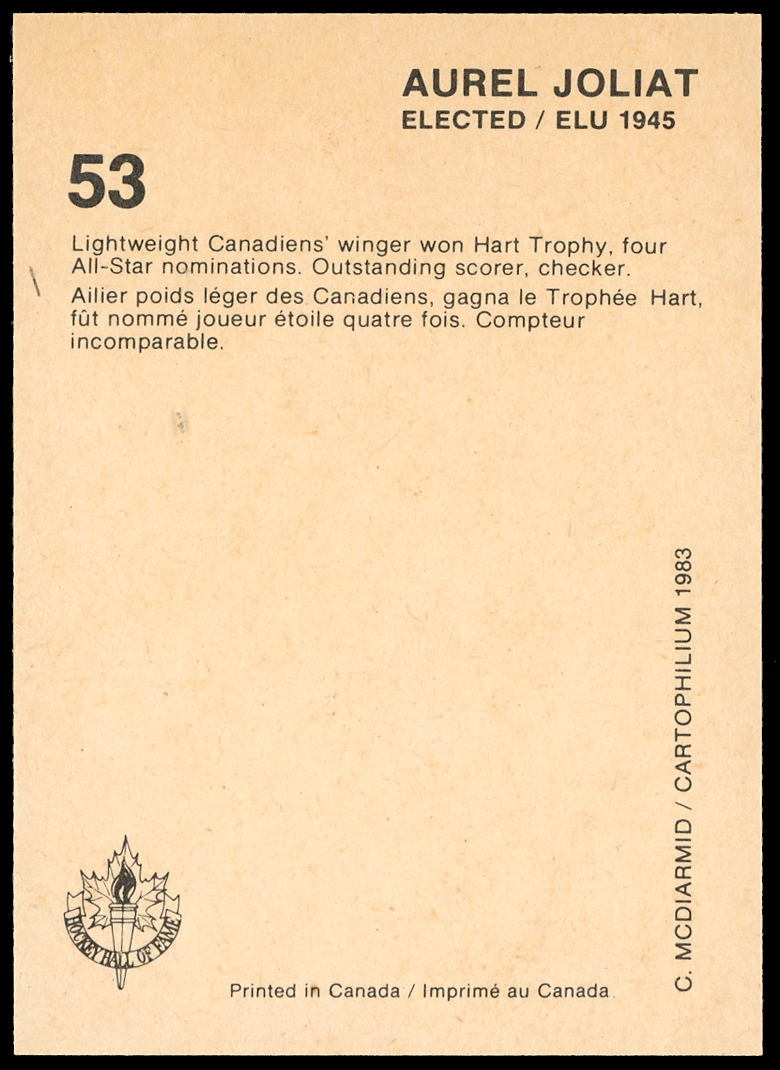 AUREL JOLIAT
ELECTED / ELU 1945
53
Lightweight Canadiens' winger won Hart Trophy, four
All-Star nominations. Outstanding scorer, checker.
Ailier poids léger des Canadiens, gagna le Trophée Hart,
fût nommé joueur étoile quatre fois. Compteur
incomparable.
C. MCDIARMID / CARTOPHILIUM 1983
HOCKEY HALL OF FAME
Printed in Canada / Imprimé au Canada.